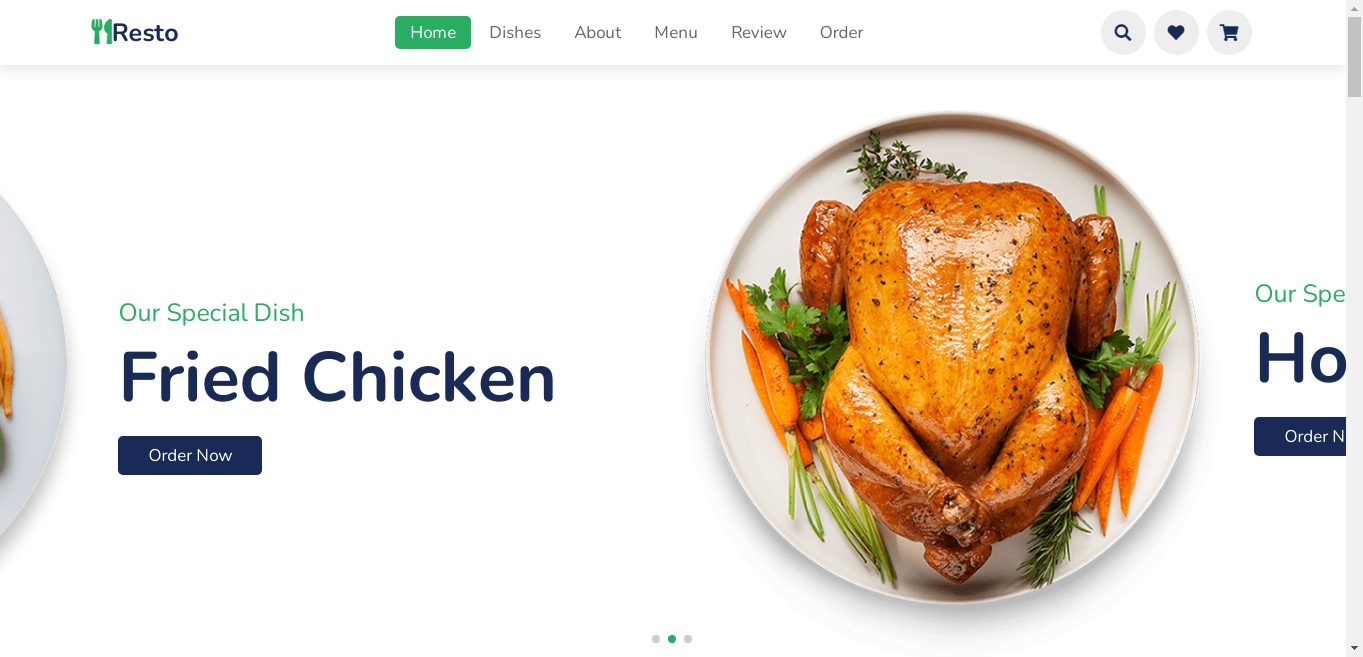 Resto
Home
Dishes
About
Menu
Review
Order
Our Special Dish
Fried Chicken
Order Now
Our Spe
Ho
Order N